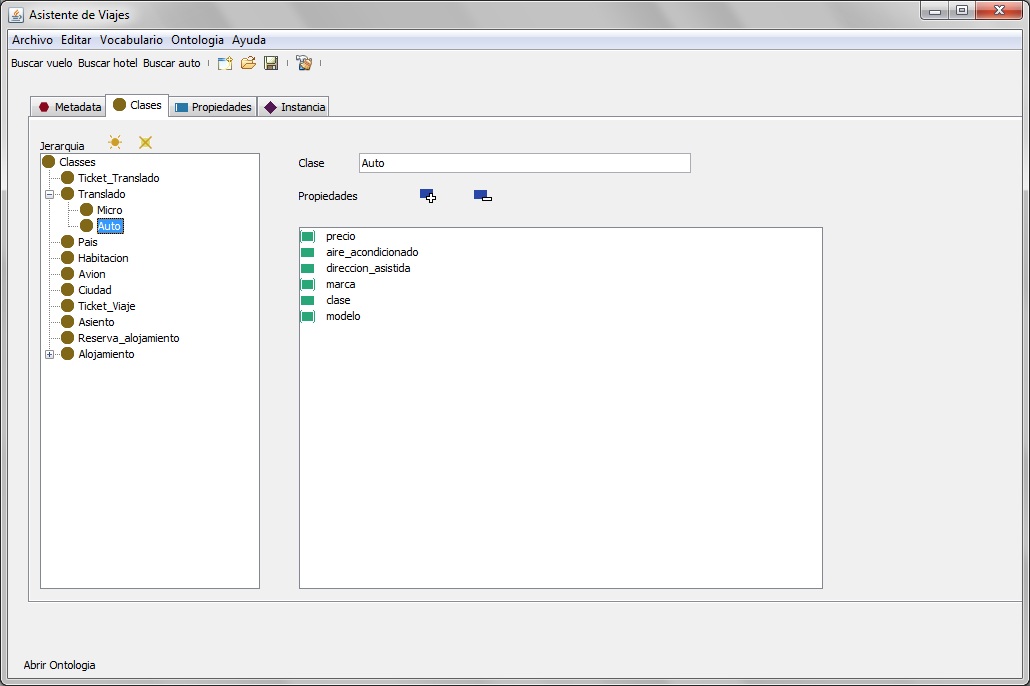 Asistente de Viajes
Archivo Editar Vocabulario Ontologia Ayuda
Buscar vuelo Buscar hotel Buscar auto
Metadata Clases Propiedades Instancia
Jerarquia
Classes
Ticket_Translado
Translado
Micro
Auto
Pais
Habitacion
Avion
Ciudad
Ticket_Viaje
Asiento
Reserva_alojamiento
Alojamiento
Clase Auto
Propiedades
precio
aire_acondicionado
direccion_asistida
marca
clase
modelo
Abrir Ontologia